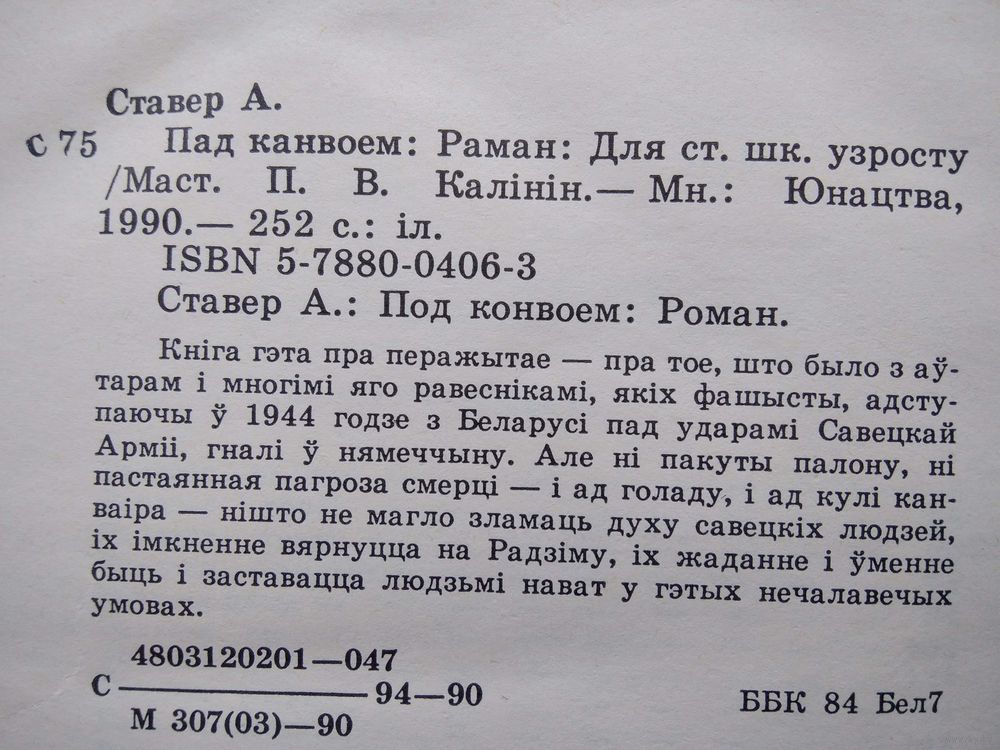 Ставер А.
С 75 Пад канвоем: Раман: Для ст. шк. узросту
/Маст. П. В. Калінін.— Мн.: Юнацтва,
1990.— 252 с.: іл.
ISBN 5-7880-0406-3
Ставер А.: Под конвоем: Роман.
Кніга гэта пра перажытае — пра тое, што было з аў-
тарам і многімі яго равеснікамі, якіх фашысты, адсту-
паючы ў 1944 годзе з Беларусі пад ударамі Савецкай
Арміі, гналі ў нямеччыну. Але ні пакуты палону, ні
пастаянная пагроза смерці — і ад голаду, і ад кулі кан-
ваіра — нішто не магло зламаць духу савецкіх людзей,
іх імкненне вярнуцца на Радзіму, іх жаданне і ўменне
быць і заставацца людзьмі нават у гэтых нечалавечых
умовах.
4803120201—047
С 94—90
М 307(03)—90
ББК 84 Бел7